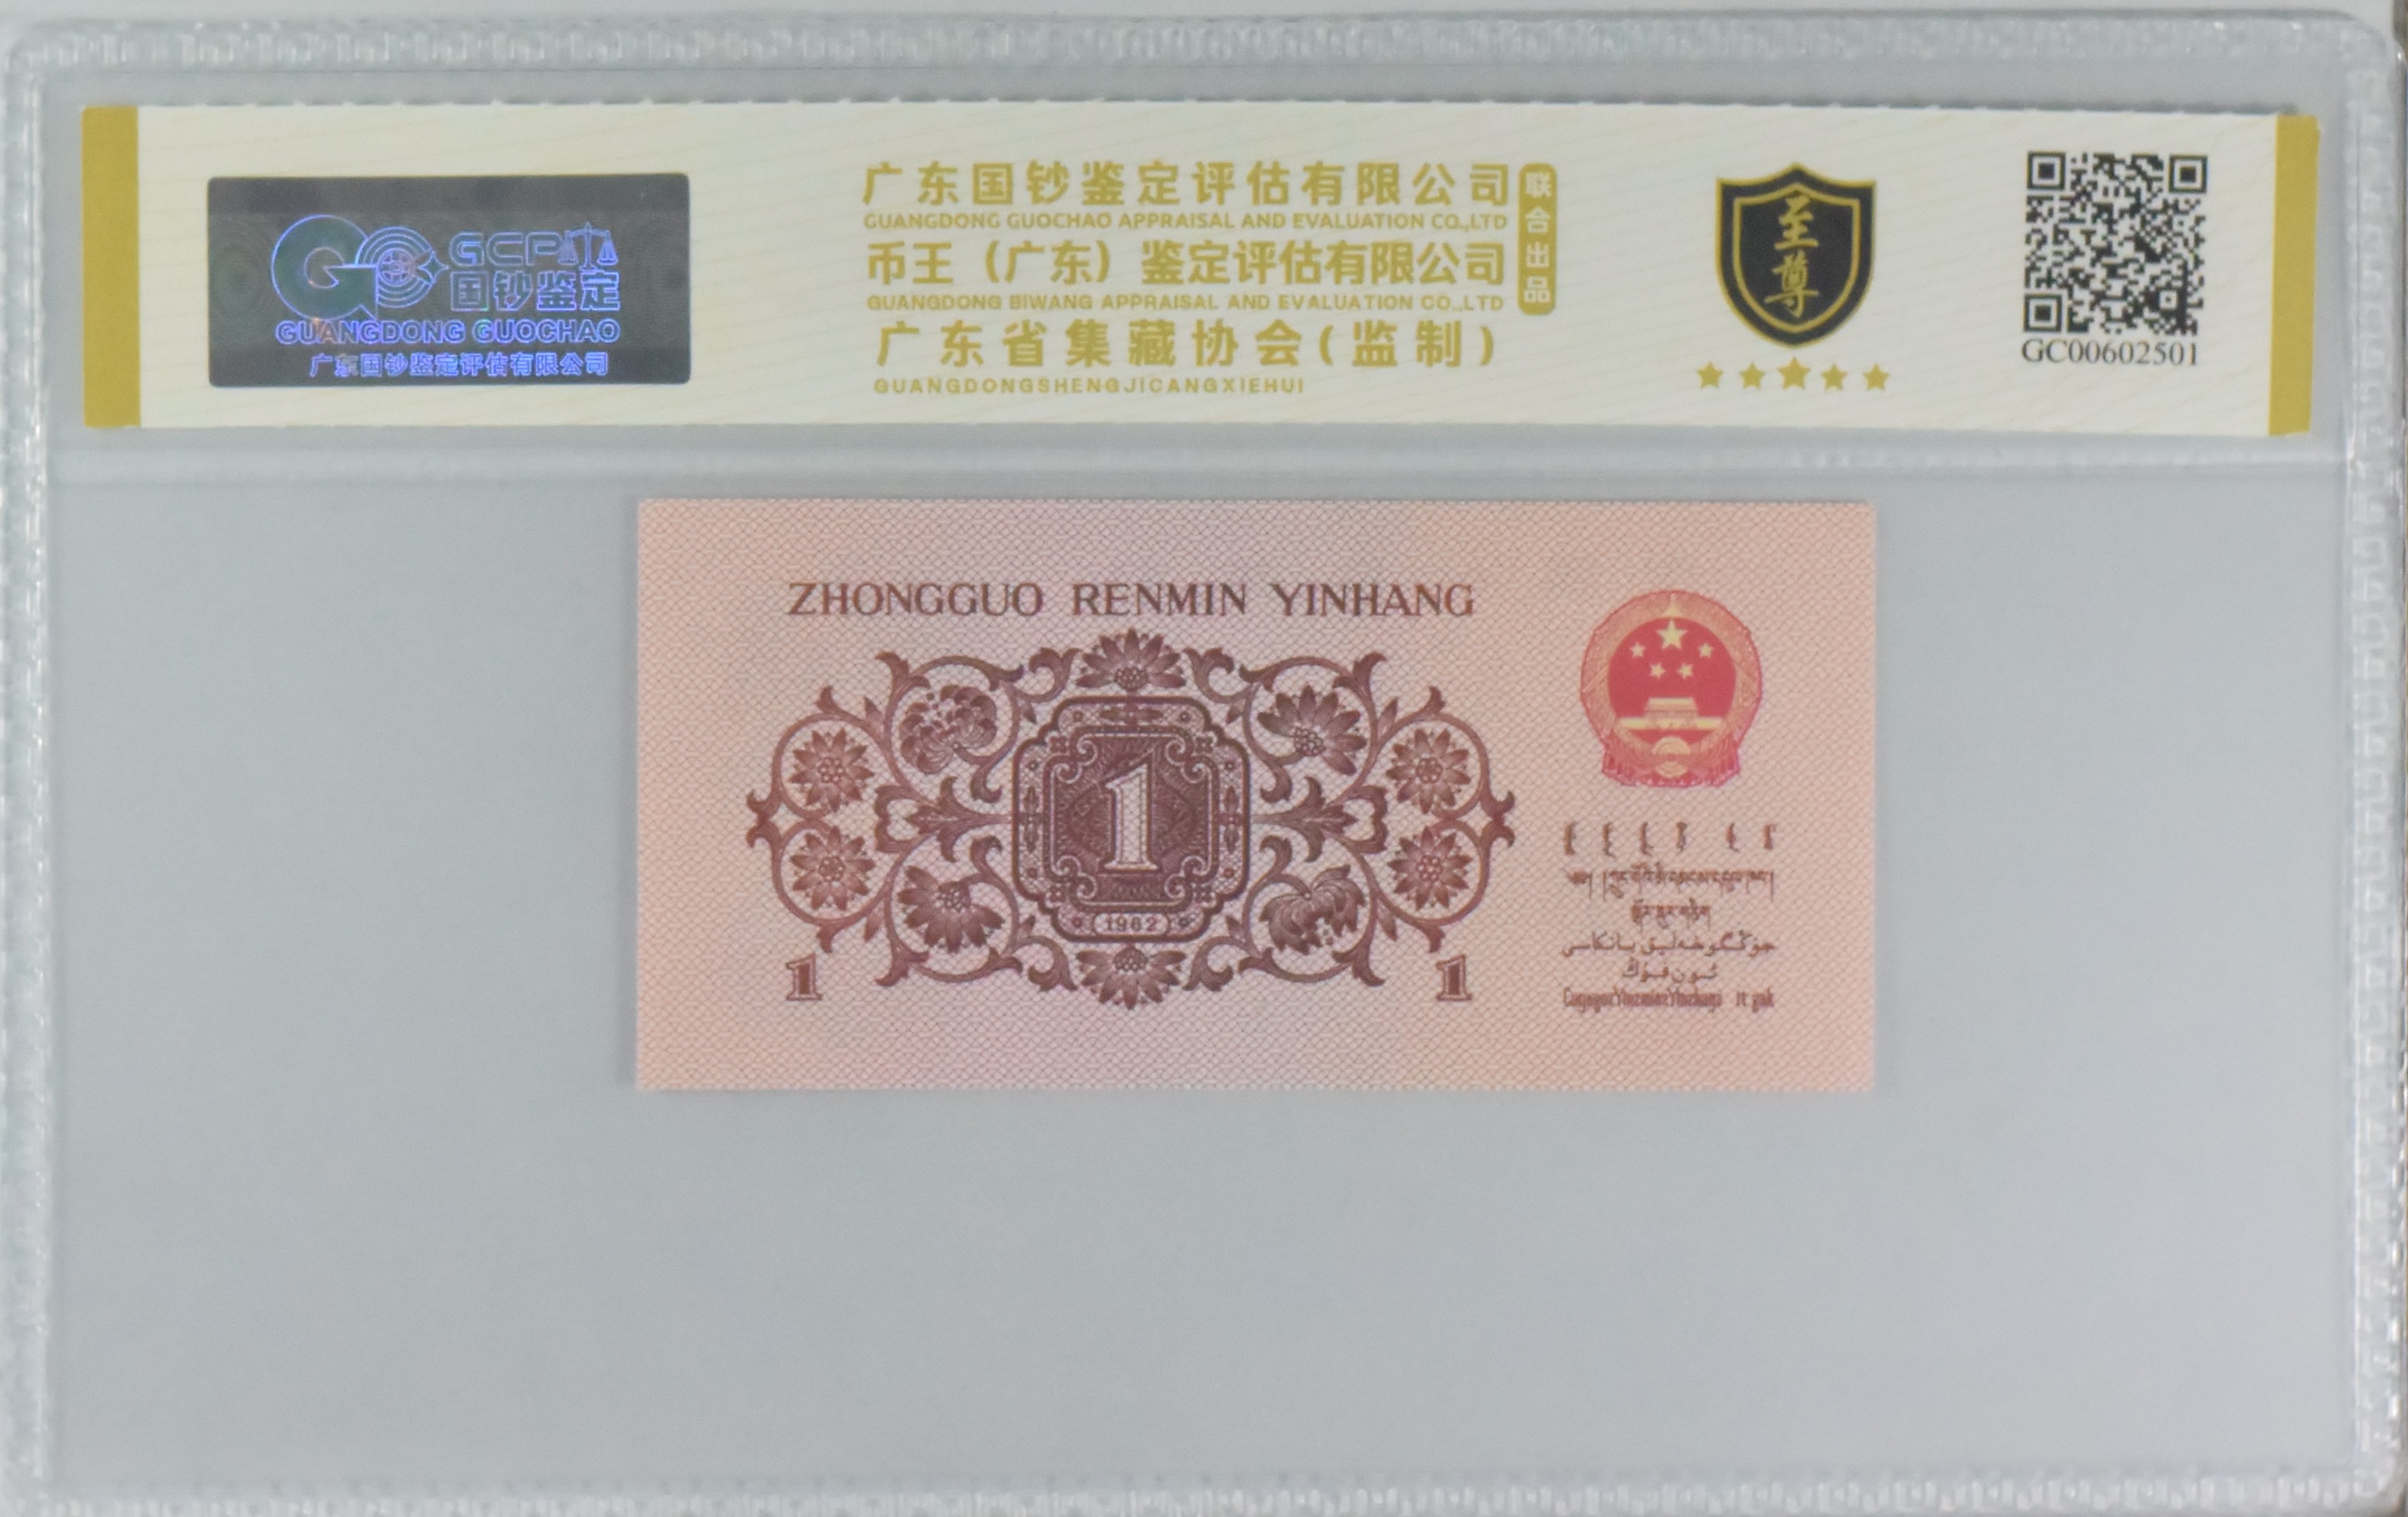 GCP
国钞鉴定
GUANGDONG GUOCHAO
广东国钞鉴定评估有限公司
广东国钞鉴定评估有限公司
GUANGDONG GUOCHAO APPRAISAL AND EVALUATION CO.,LTD
币王（广东）鉴定评估有限公司
GUANGDONG BIWANG APPRAISAL AND EVALUATION CO.,LTD
广东省集藏协会(监制)
GUANGDONGSHENGJICANGXIEHUI
联合出品
至尊
GC00602501
ZHONGGUO RENMIN YINHANG
1
1962
1
1